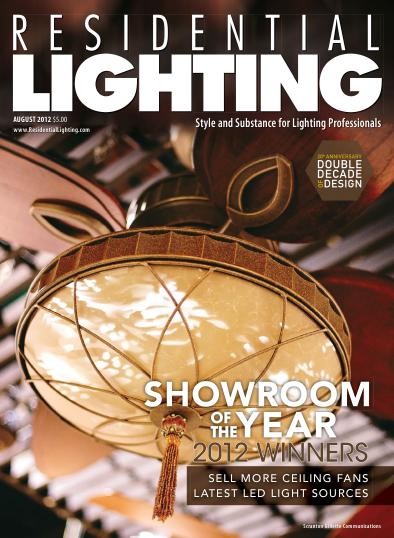 RESIDENTIAL
LIGHTING
AUGUST 2012 $5.00
www.ResidentialLighting.com
Style and Substance for Lighting Professionals
20TH ANNIVERSARY
DOUBLE
DECADE
OF DESIGN
SHOWROOM
OF THE YEAR
2012 WINNERS
SELL MORE CEILING FANS
LATEST LED LIGHT SOURCES
Scranton Gillette Communications